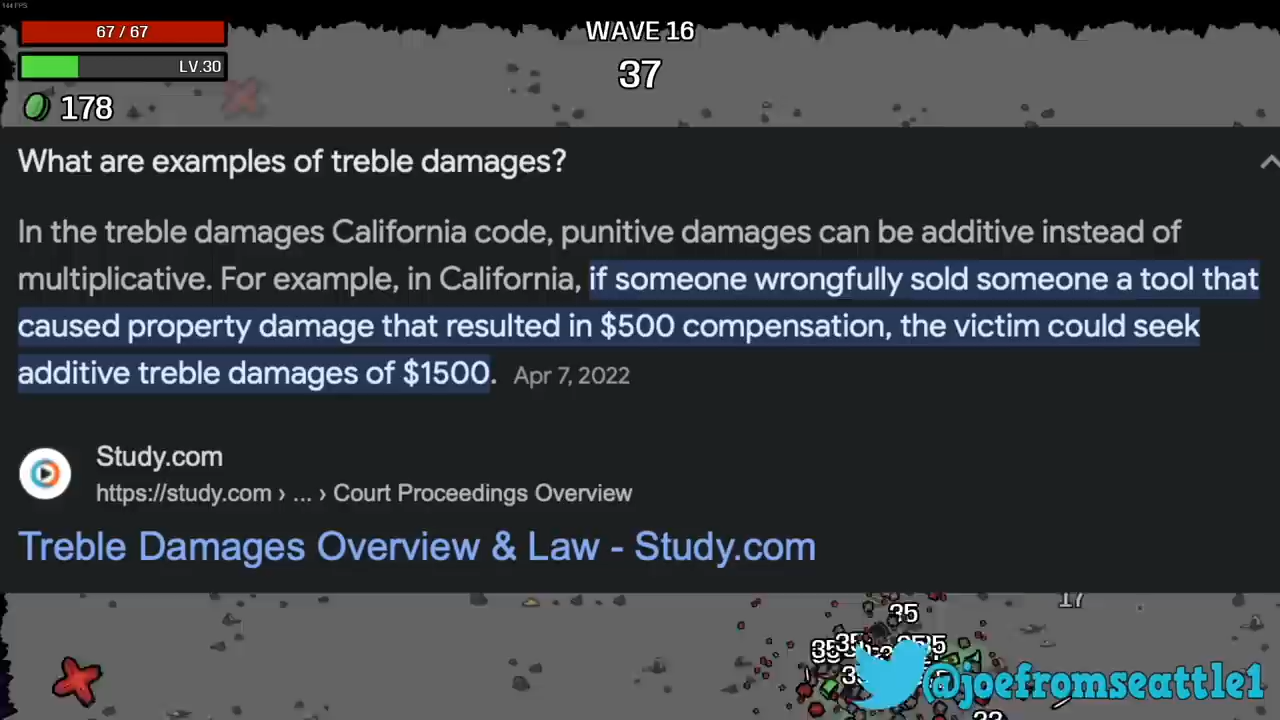 144 FPS
67 / 67
WAVE 16
LV.30
37
178
What are examples of treble damages?
In the treble damages California code, punitive damages can be additive instead of
multiplicative. For example, in California, if someone wrongfully sold someone a tool that
caused property damage that resulted in $500 compensation, the victim could seek
additive treble damages of $1500. Apr 7, 2022
Study.com
https://study.com › ... › Court Proceedings Overview
Treble Damages Overview & Law - Study.com
17
35
35
@joefromseattle1